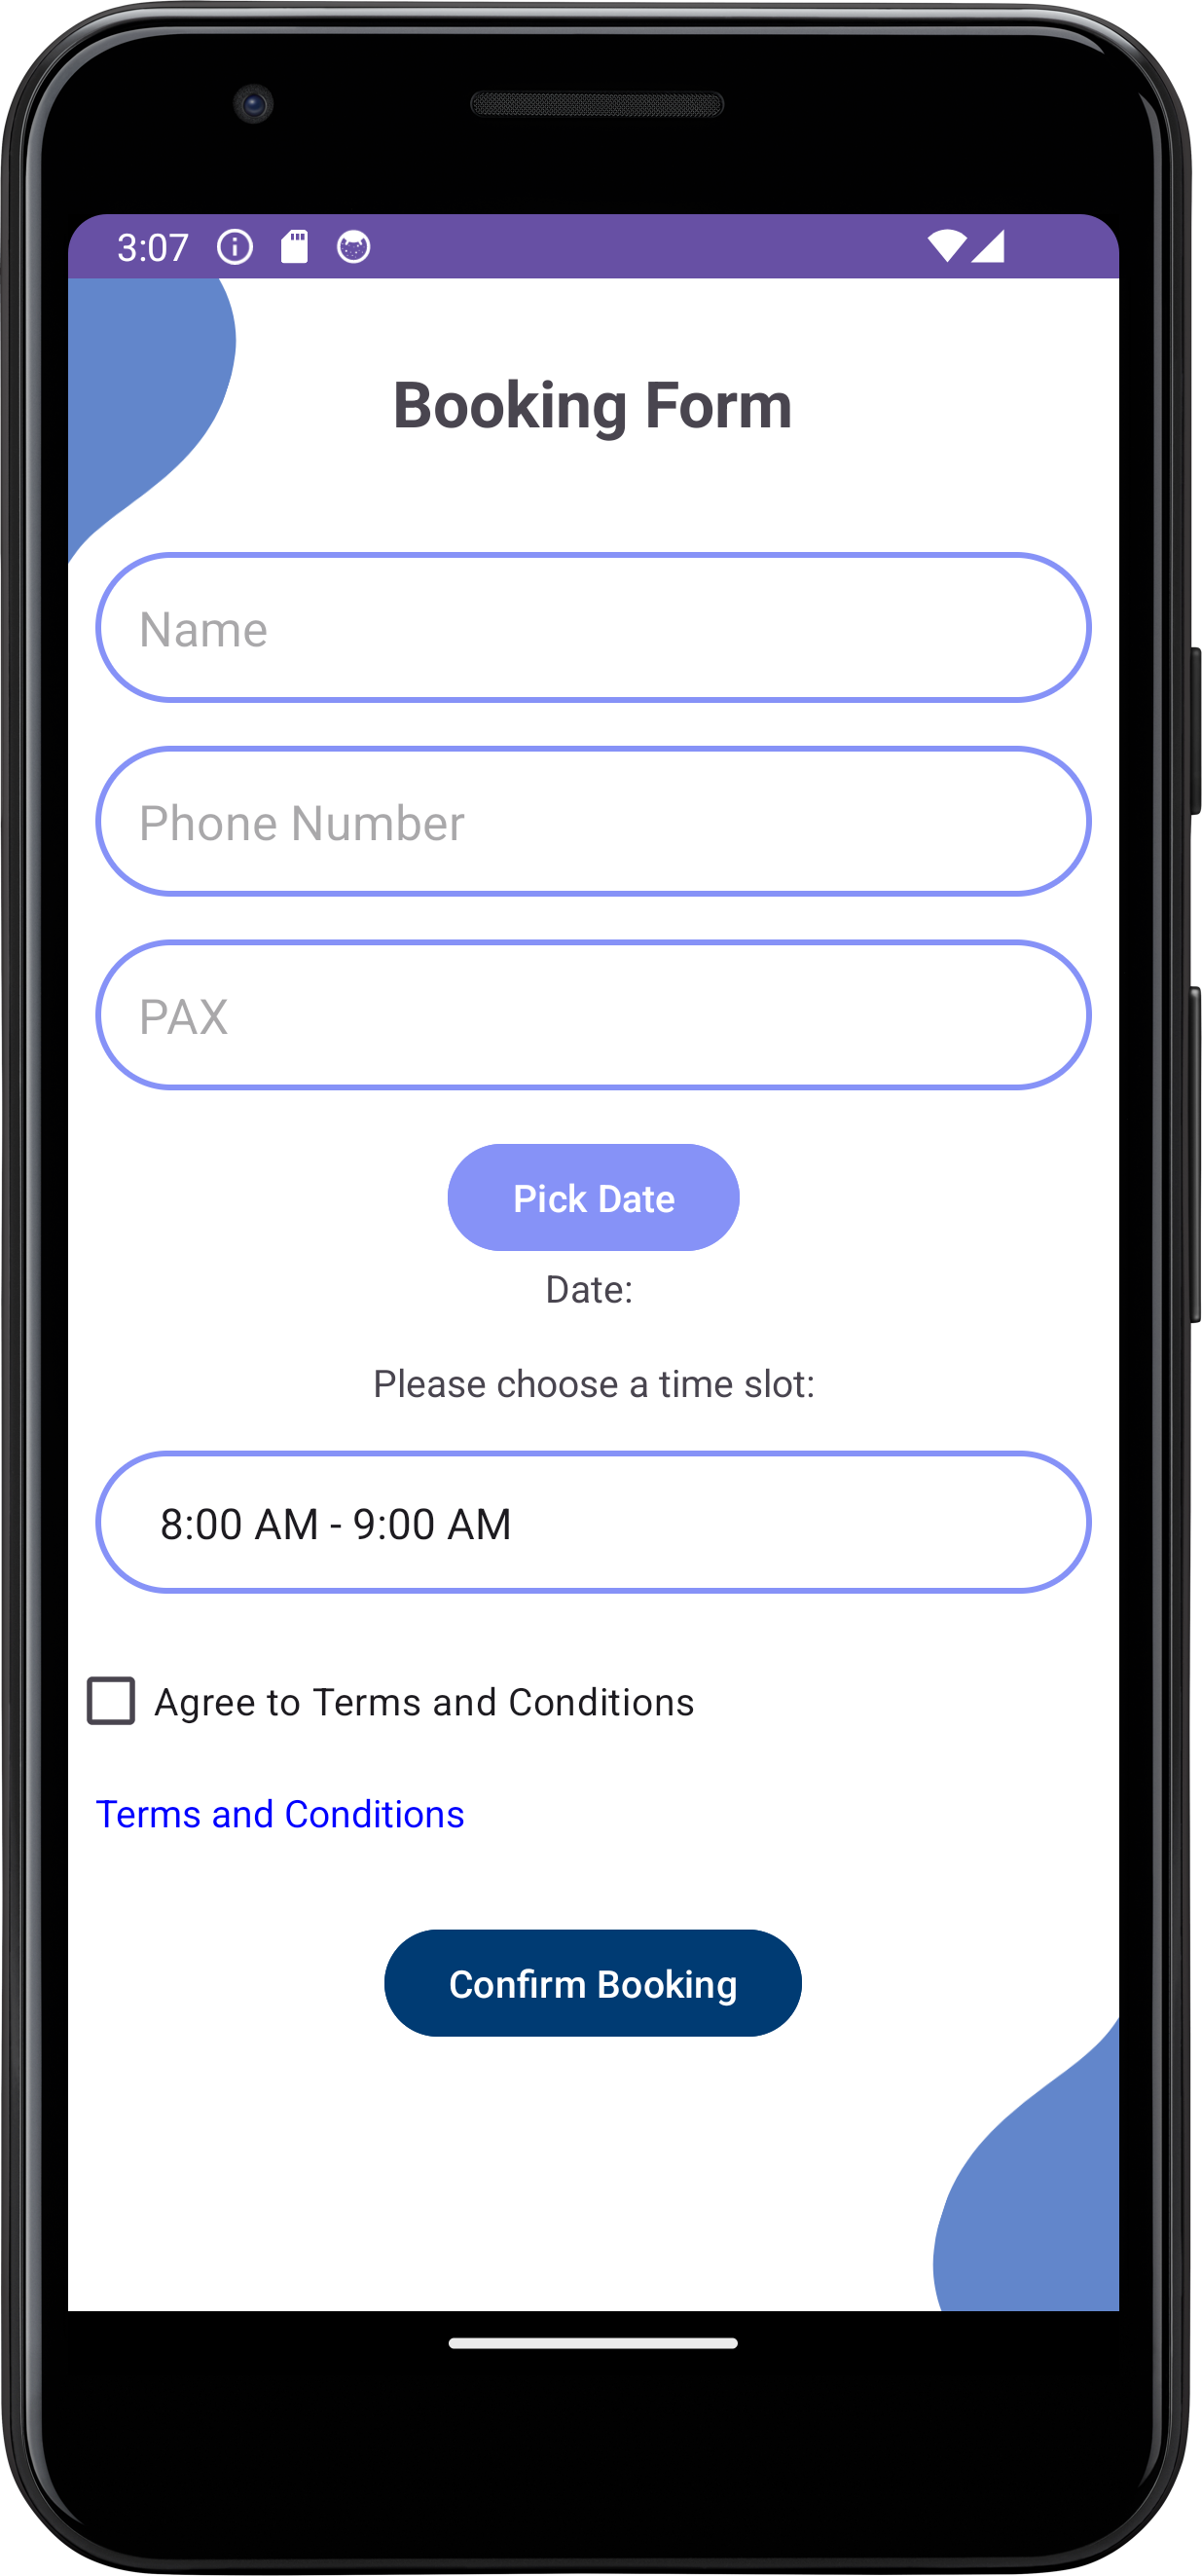 3:07
Booking Form
Name
Phone Number
PAX
Pick Date
Date:
Please choose a time slot:
8:00 AM - 9:00 AM
Agree to Terms and Conditions
Terms and Conditions
Confirm Booking